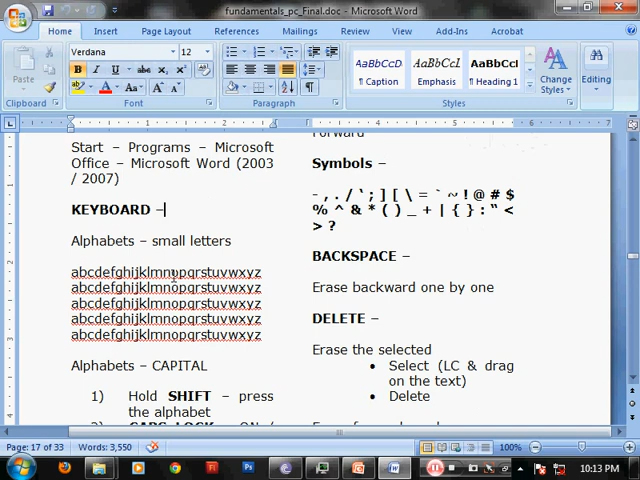 fundamentals_pc_Final.doc - Microsoft Word
Home
Insert
Page Layout
References
Mailings
Review
View
Add-Ins
Acrobat
Paste
Verdana
12
AaBbCcD
AaBbCcL
AaBbCcI
¶ Caption
Emphasis
¶ Heading 1
Change
Styles
Editing
Clipboard
Font
Paragraph
Styles
Start – Programs – Microsoft
Office – Microsoft Word (2003
/ 2007)
KEYBOARD –
Alphabets – small letters
abcdefghijklmnopqrstuvwxyz
abcdefghijklmnopqrstuvwxyz
abcdefghijklmnopqrstuvwxyz
abcdefghijklmnopqrstuvwxyz
abcdefghijklmnopqrstuvwxyz
Alphabets – CAPITAL
1) Hold SHIFT – press
the alphabet
2) CAPS LOCK – ON /
Forward
Symbols –
- , . / ‘ ; ] [ \ = ` ~ ! @ # $
% ^ & * ( ) _ + | { } : “ <
> ?
BACKSPACE –
Erase backward one by one
DELETE –
Erase the selected
• Select (LC & drag
on the text)
• Delete
Page: 17 of 33
Words: 3,550
100%
10:13 PM